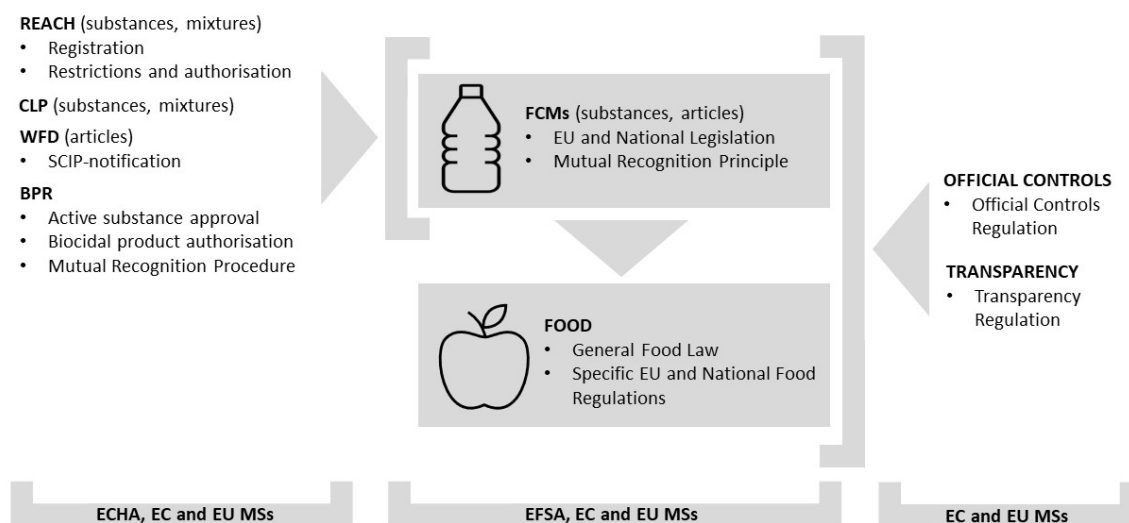 REACH (substances, mixtures)
• Registration
• Restrictions and authorisation
CLP (substances, mixtures)
WFD (articles)
• SCIP-notification
BPR
• Active substance approval
• Biocidal product authorisation
• Mutual Recognition Procedure
FCMs (substances, articles)
• EU and National Legislation
• Mutual Recognition Principle
FOOD
• General Food Law
• Specific EU and National Food
Regulations
OFFICIAL CONTROLS
• Official Controls
Regulation
TRANSPARENCY
• Transparency
Regulation
ECHA, EC and EU MSs
EFSA, EC and EU MSs
EC and EU MSs